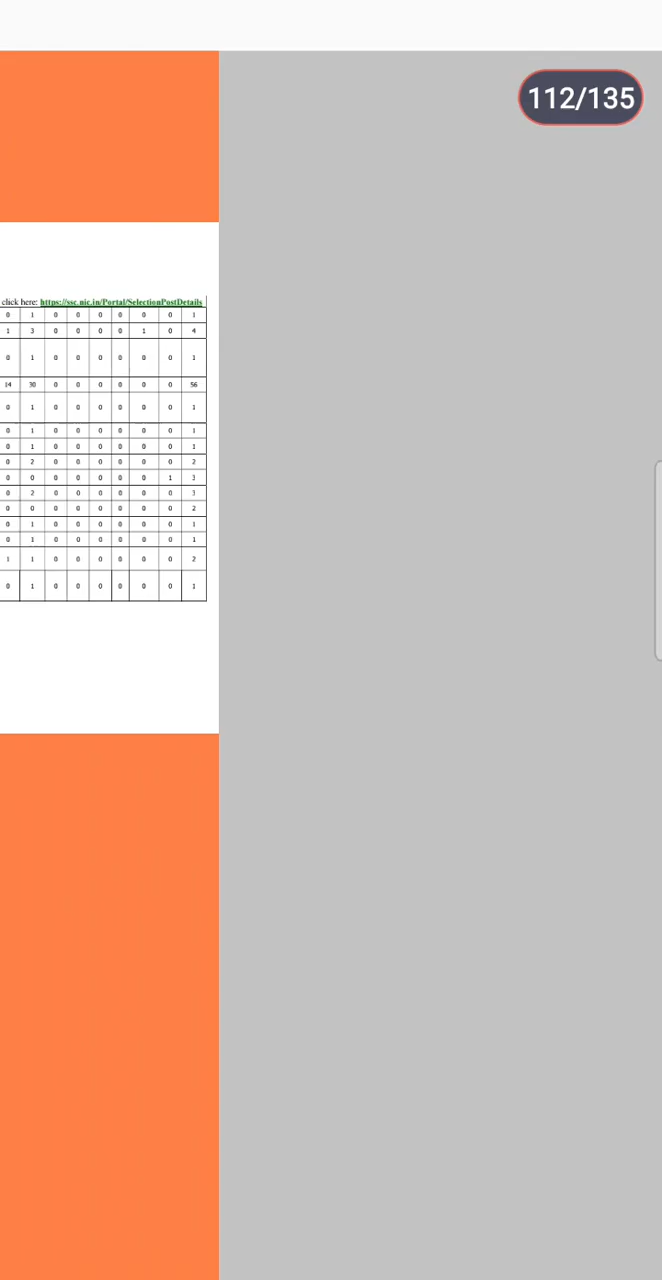 112/135
click here: https://ssc.nic.in/Portal/SelectionPostDetails
0 1 0 0 0 0 0 0 1
1 3 0 0 0 0 1 0 4
0 1 0 0 0 0 0 0 1
14 30 0 0 0 0 0 0 56
0 1 0 0 0 0 0 0 1
0 1 0 0 0 0 0 0 1
0 1 0 0 0 0 0 0 1
0 2 0 0 0 0 0 0 2
0 0 0 0 0 0 0 1 3
0 2 0 0 0 0 0 0 3
0 0 0 0 0 0 0 0 2
0 1 0 0 0 0 0 0 1
0 1 0 0 0 0 0 0 1
1 1 0 0 0 0 0 0 2
0 1 0 0 0 0 0 0 1